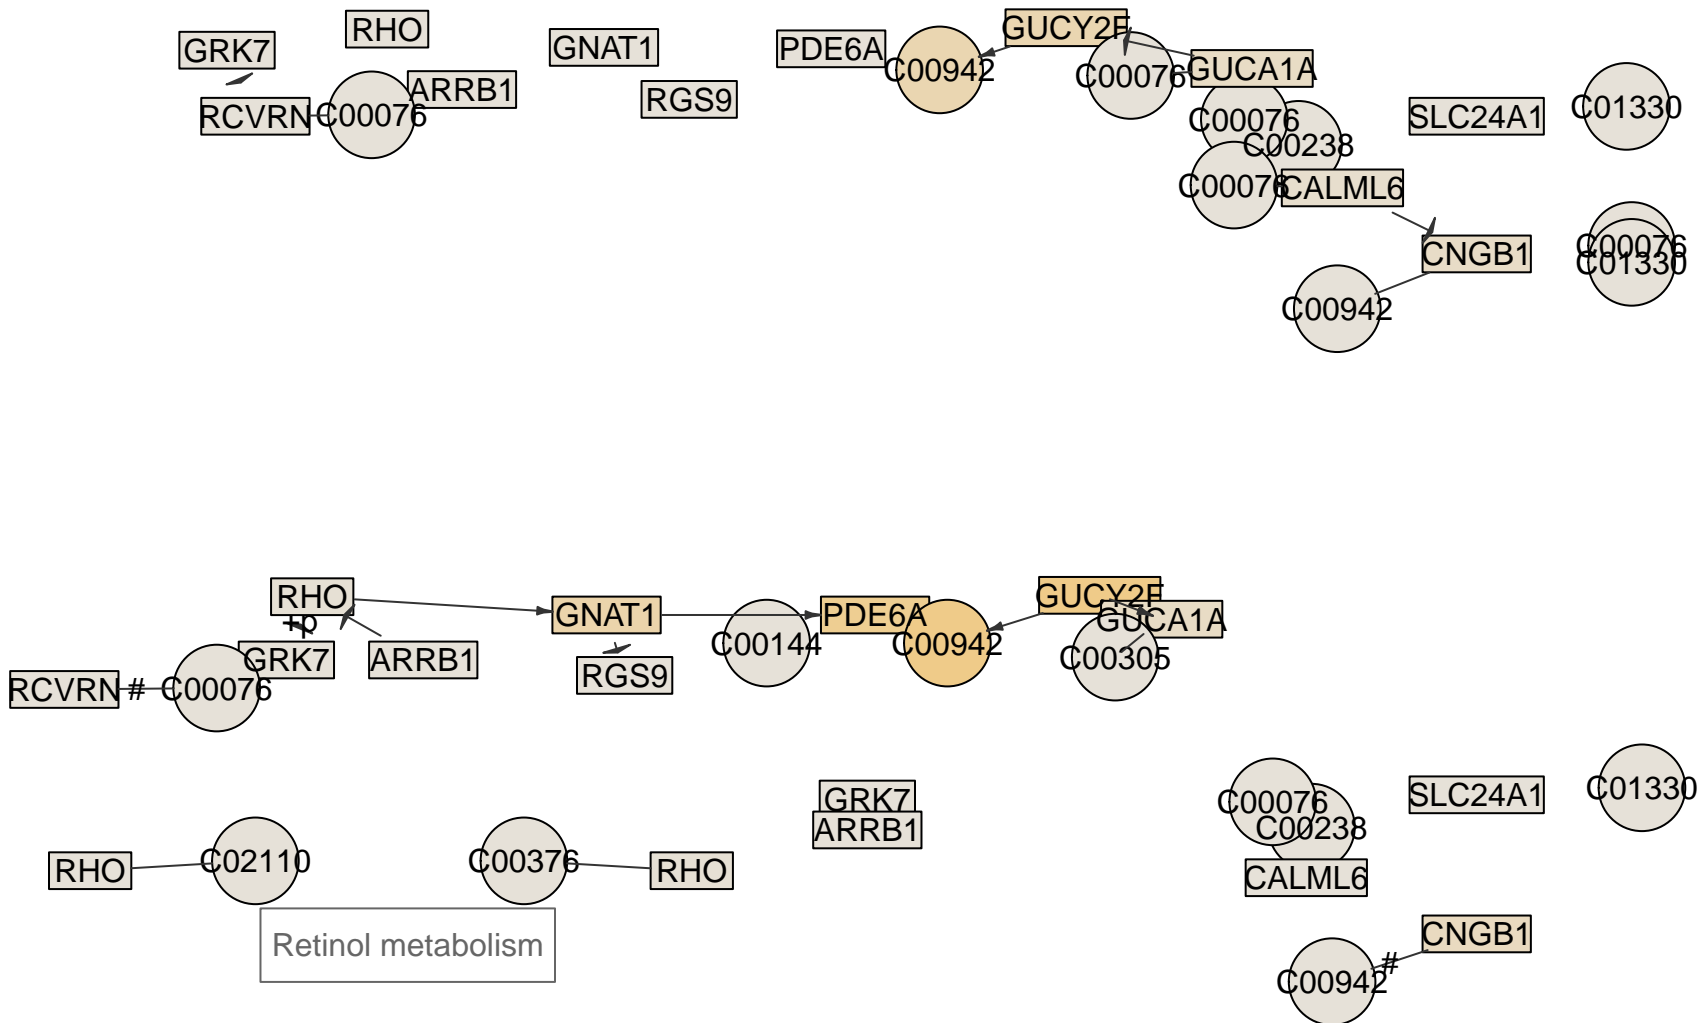 RHO
GRK7
GNAT1
PDE6A
GUCY2F
C00942
C00076
GUCA1A
ARRB1
RGS9
RCVRN
C00076
C00076
C00238
SLC24A1
C01330
C00076
CALML6
CNGB1
C00076
C01330
C00942
RHO
GNAT1
PDE6A
GUCY2F
GUCA1A
+p
GRK7
ARRB1
C00144
C00942
C00305
RGS9
RCVRN
#
C00076
GRK7
ARRB1
C00076
C00238
SLC24A1
C01330
RHO
C02110
C00376
RHO
CALML6
Retinol metabolism
CNGB1
#
C00942